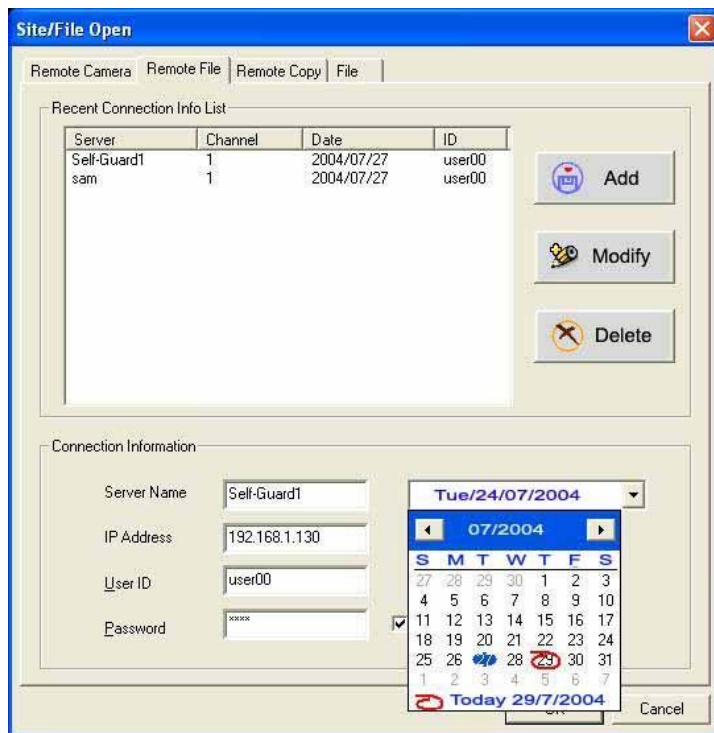 Site/File Open
Remote Camera Remote File Remote Copy File
Recent Connection Info List
Server Channel Date ID
Self-Guard1 1 2004/07/27 user00
sam 1 2004/07/27 user00
Add
Modify
Delete
Connection Information
Server Name Self-Guard1
IP Address 192.168.1.130
User ID user00
Password ****
Tue/24/07/2004
07/2004
S M T W T F S
27 28 29 30 1 2 3
4 5 6 7 8 9 10
11 12 13 14 15 16 17
18 19 20 21 22 23 24
25 26 27 28 29 30 31
1 2 3 4 5 6 7
Today 29/7/2004
Cancel